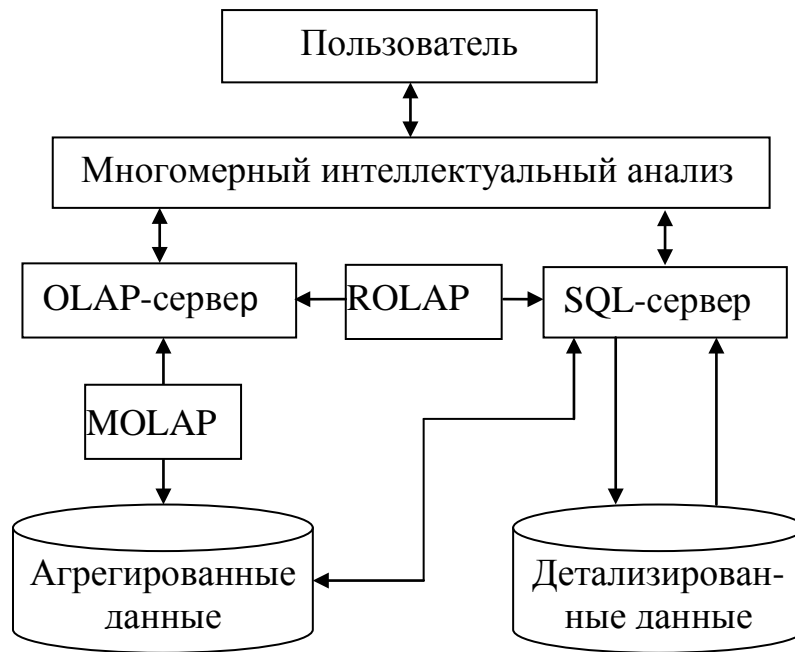 Пользователь
Многомерный интеллектуальный анализ
OLAP-сервер
ROLAP
SQL-сервер
MOLAP
Агрегированные
данные
Детализирован-
ные данные